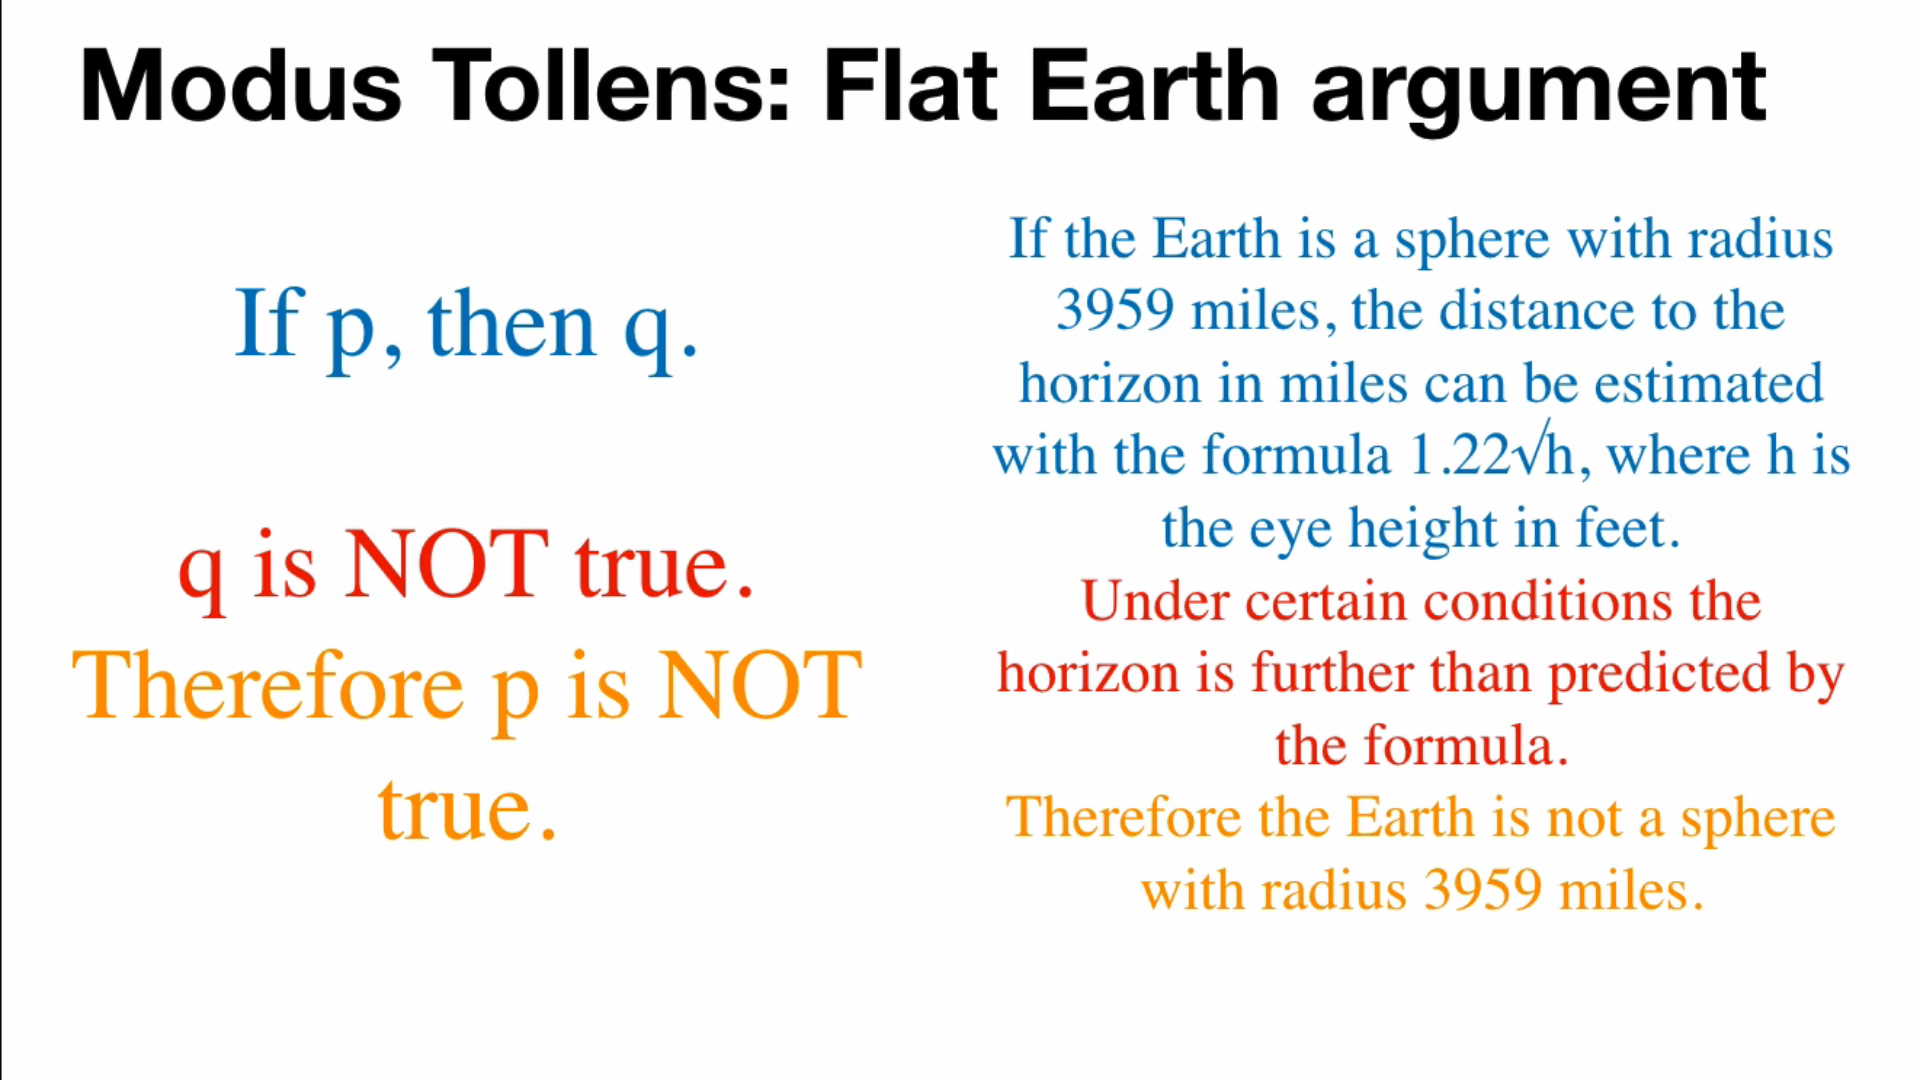 Modus Tollens: Flat Earth argument
If p, then q.
q is NOT true.
Therefore p is NOT
true.
If the Earth is a sphere with radius
3959 miles, the distance to the
horizon in miles can be estimated
with the formula 1.22√h, where h is
the eye height in feet.
Under certain conditions the
horizon is further than predicted by
the formula.
Therefore the Earth is not a sphere
with radius 3959 miles.